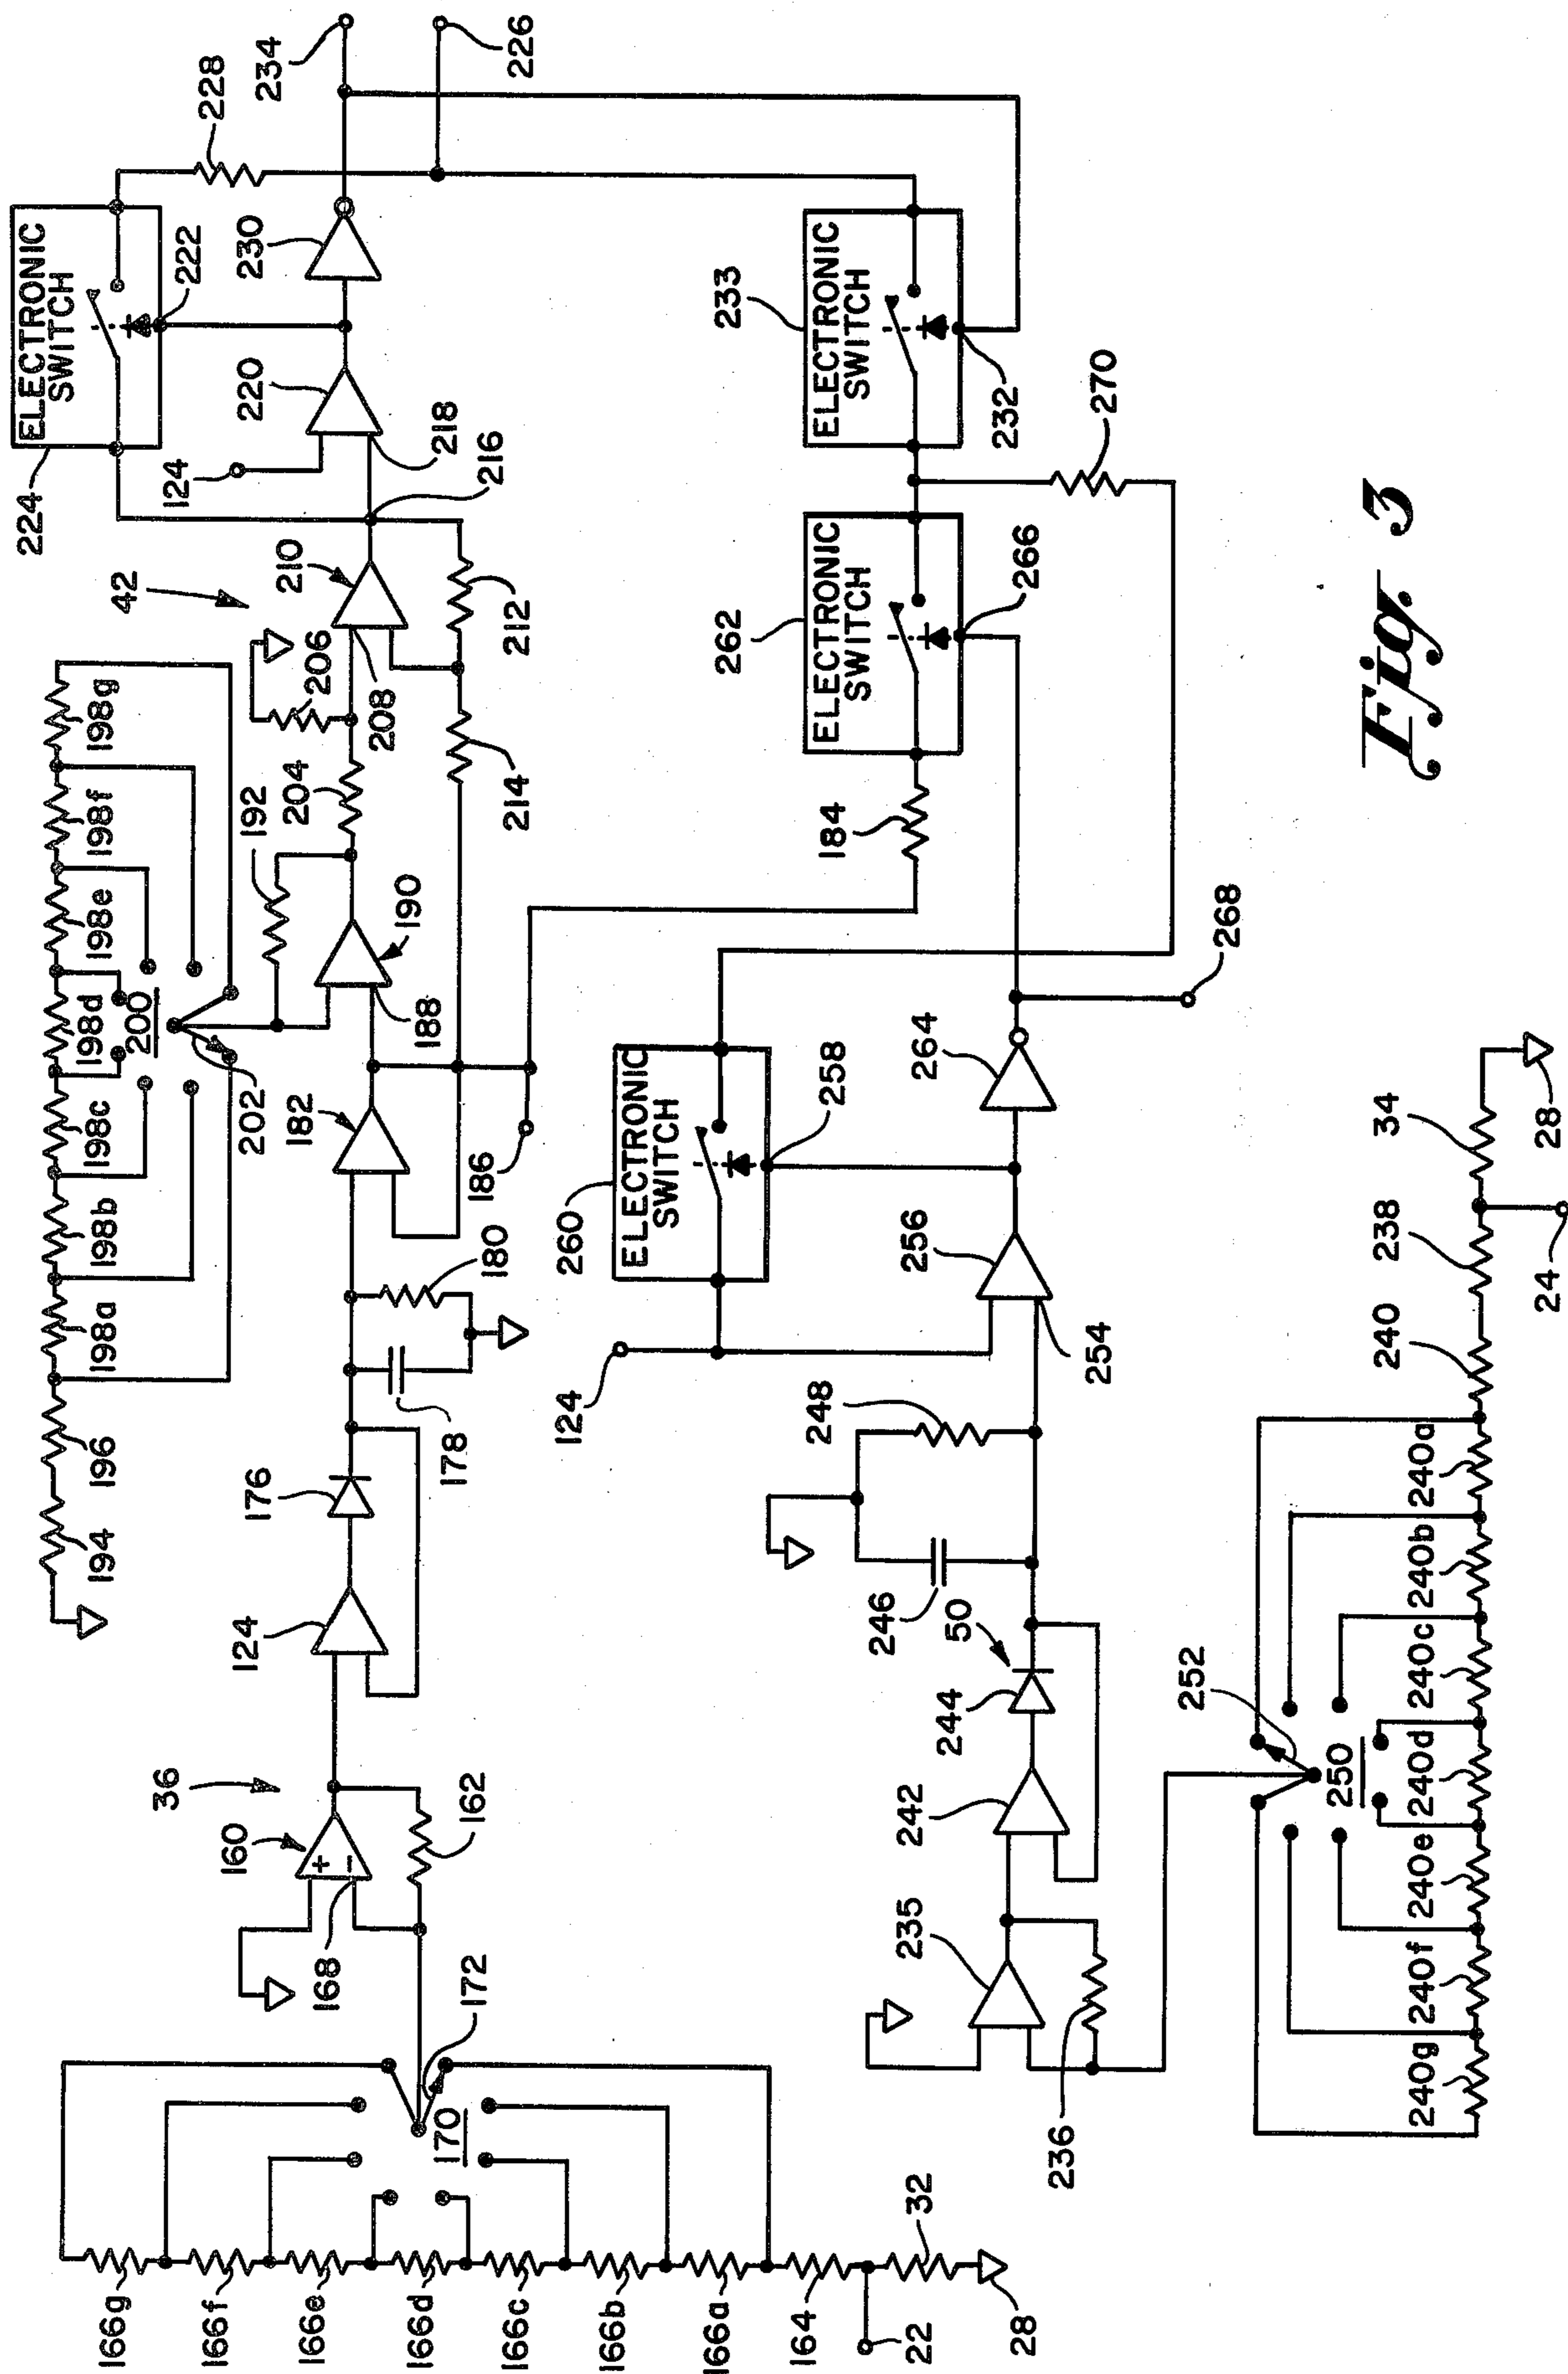 234
226
228
ELECTRONIC
SWITCH
222
224
230
220
218
124
216
42
210
212
206
208
214
204
192
190
188
198g
198f
198e
198d
198c
198b
198a
200
202
196
194
182
186
180
178
176
124
36
160
+
-
168
162
172
170
166g
166f
166e
166d
166c
166b
166a
164
32
22
28
ELECTRONIC
SWITCH
233
232
270
ELECTRONIC
SWITCH
262
266
184
268
264
ELECTRONIC
SWITCH
260
258
256
254
124
248
246
50
244
242
235
236
252
250
240a
240b
240c
240d
240e
240f
240g
240
238
24
34
28
Fig. 3